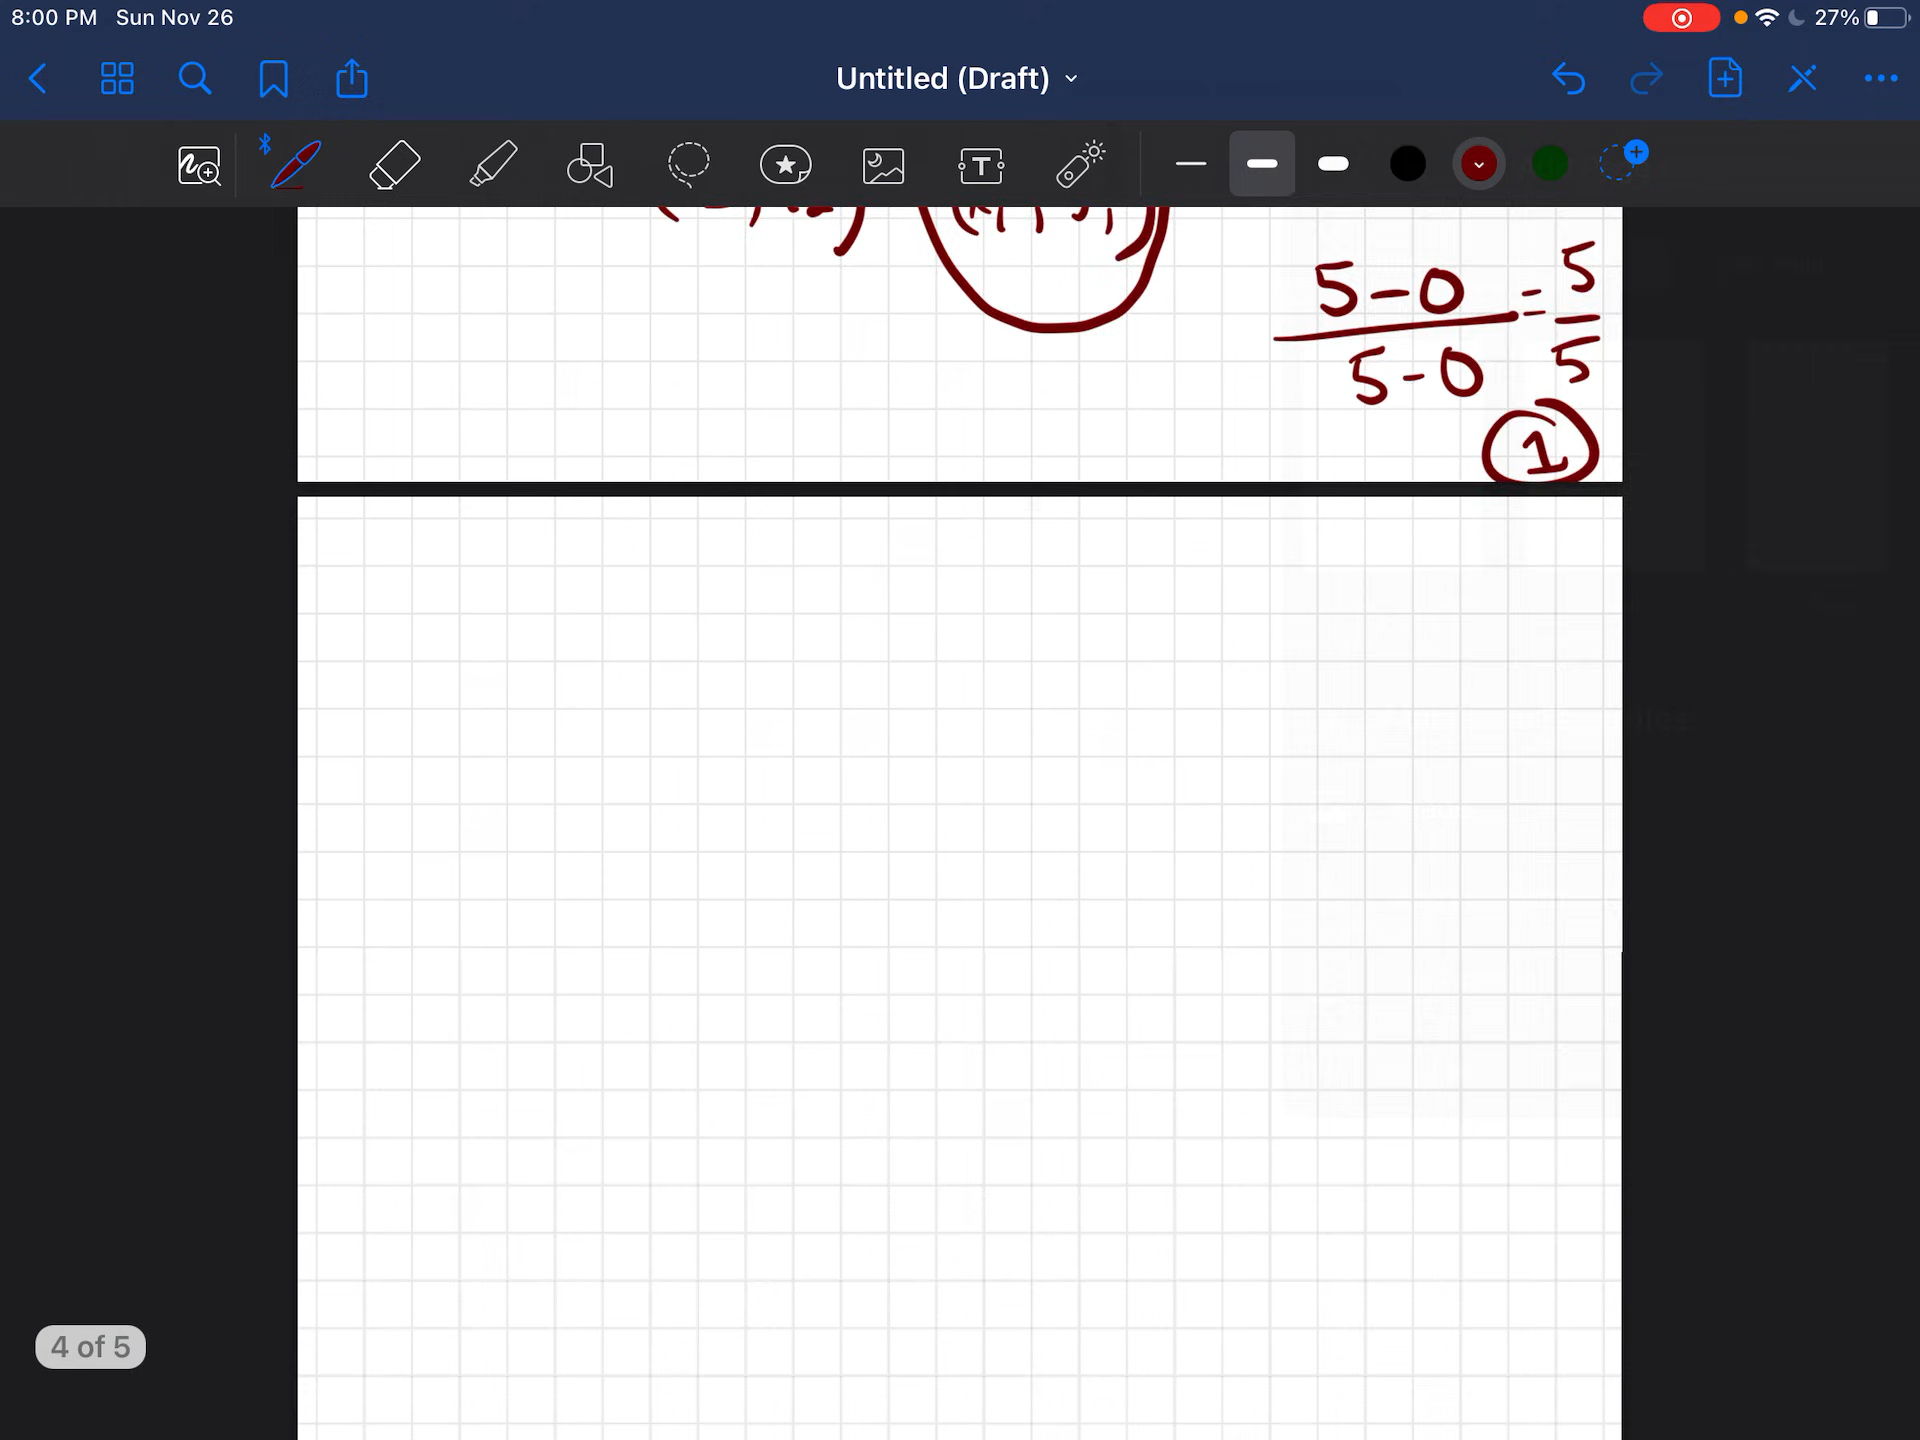 8:00 PM Sun Nov 26
27%
Untitled (Draft)
T
5-0 = 5
5-0 5
1
4 of 5